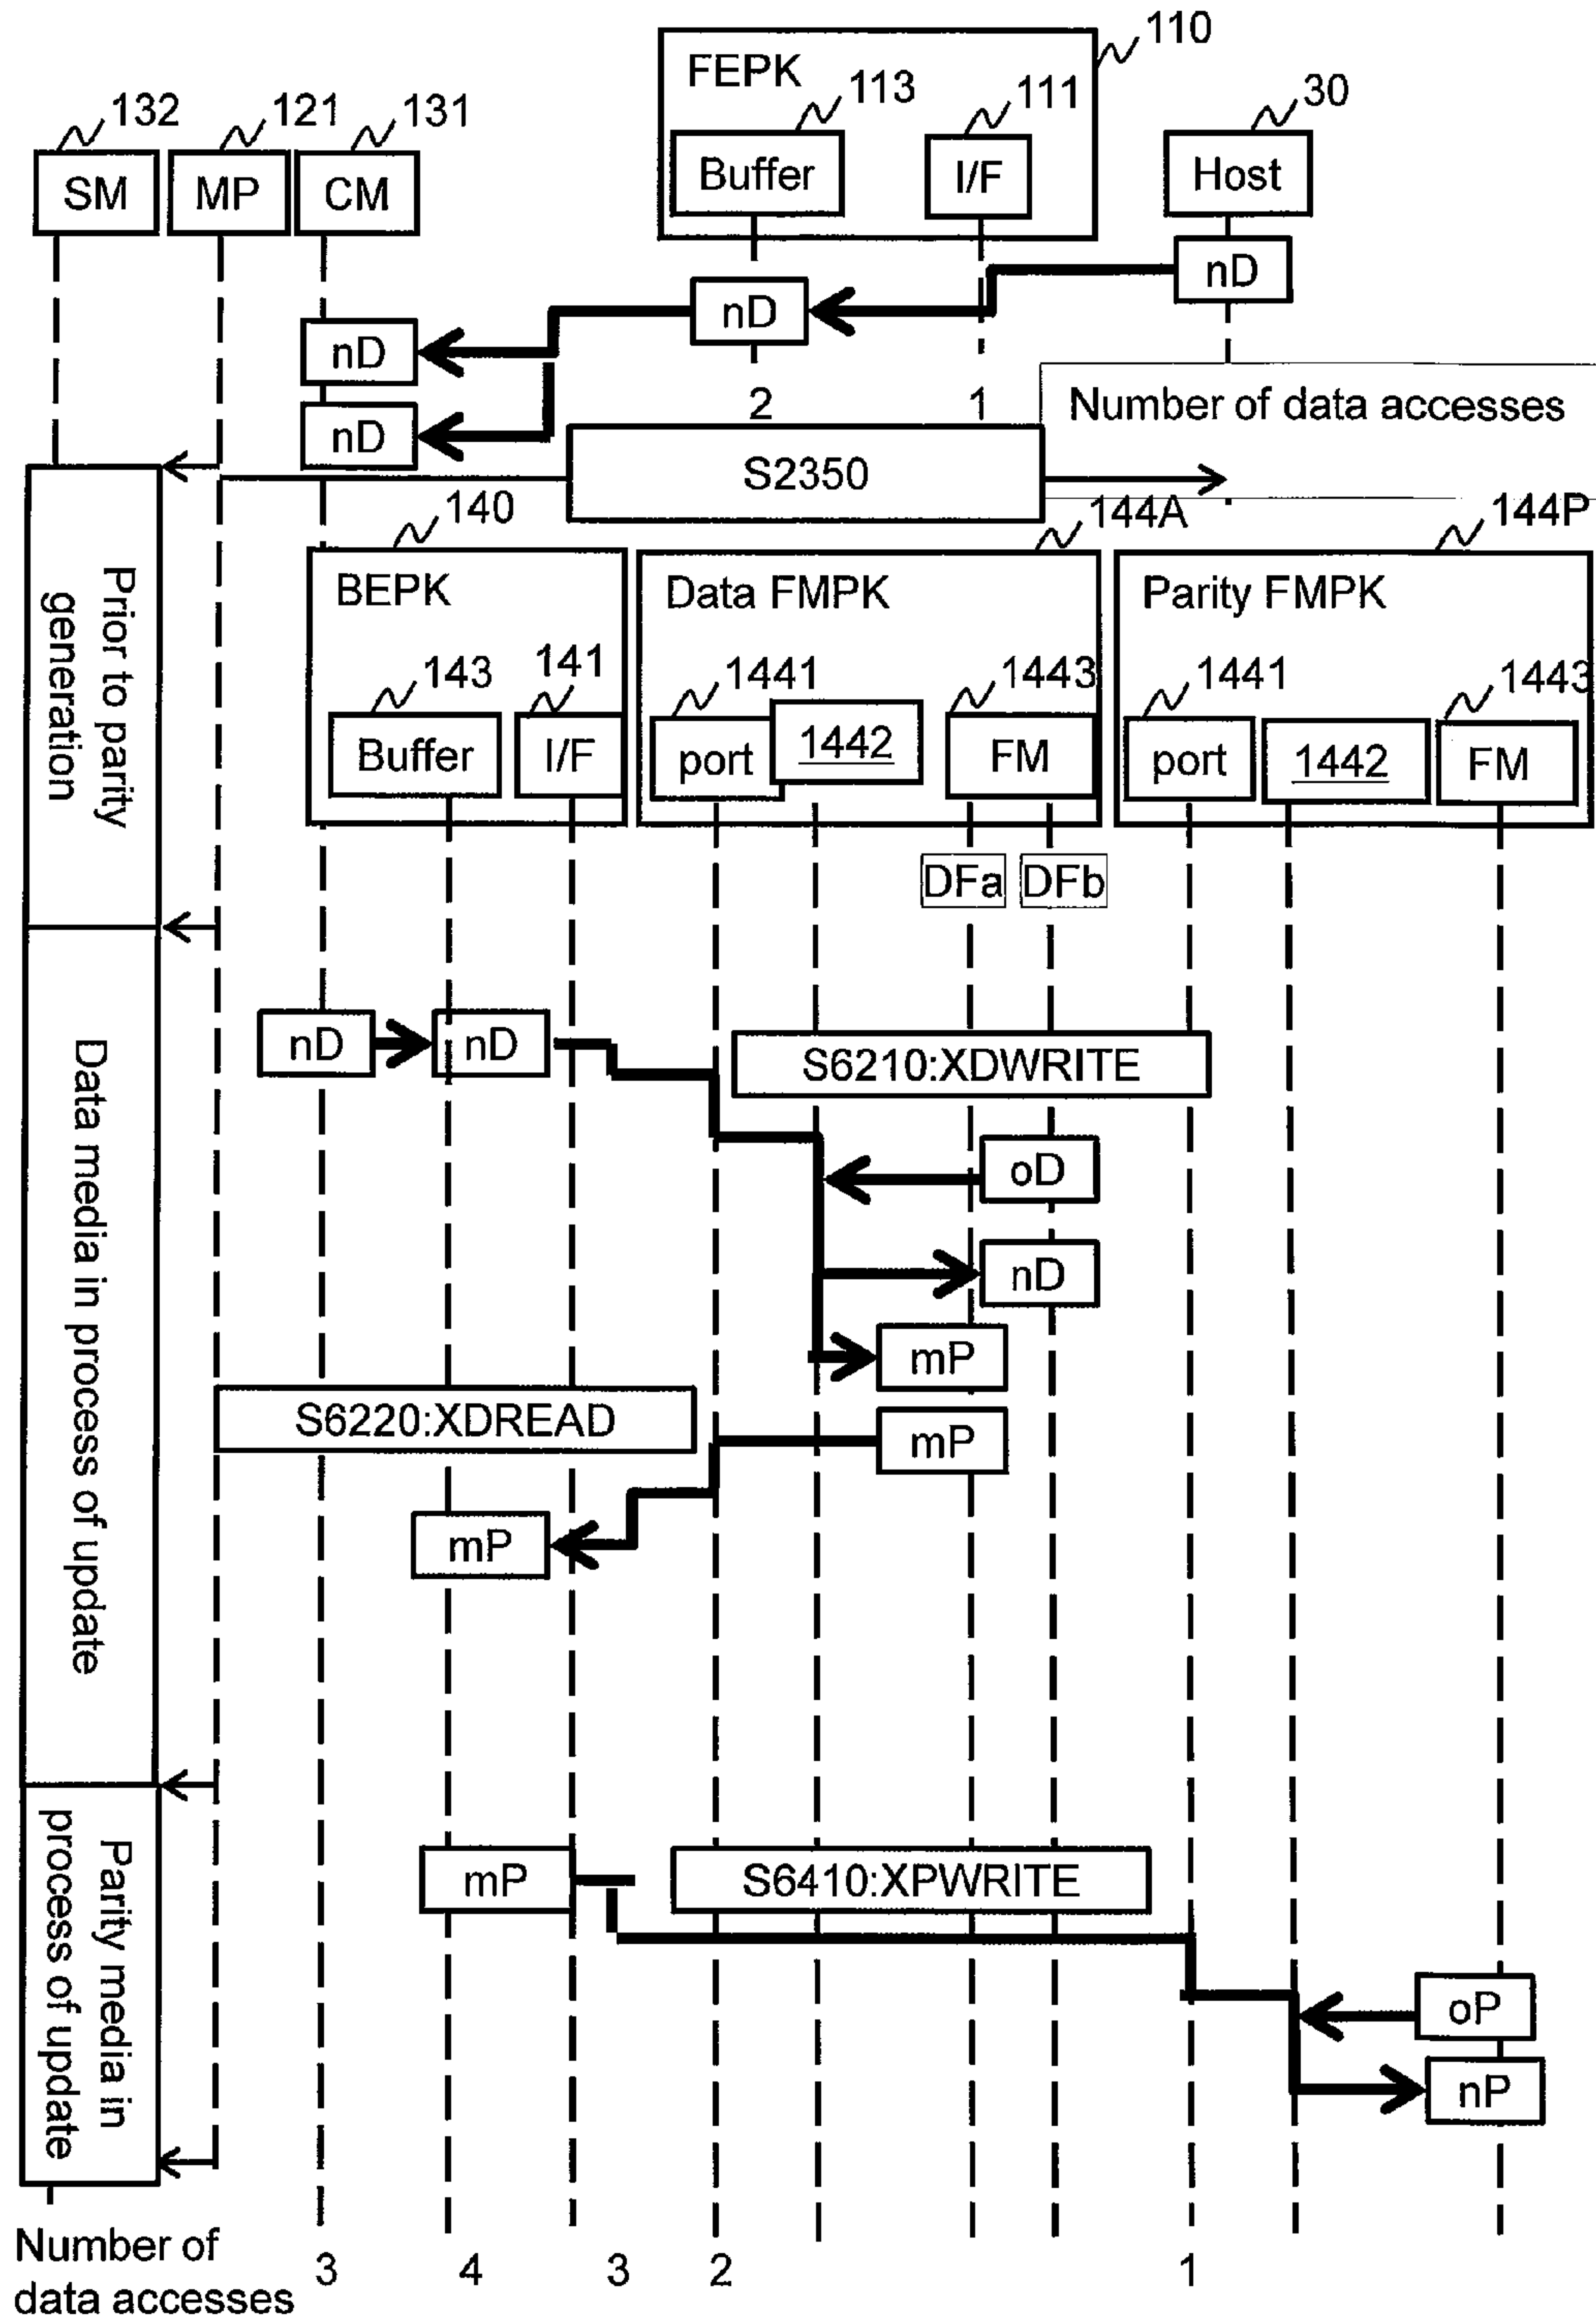 110
FEPK
113
111
30
132
121
131
SM
MP
CM
Buffer
I/F
Host
nD
nD
nD
2
1
Number of data accesses
nD
S2350
140
144A
144P
BEPK
Data FMPK
Parity FMPK
143
141
1441
1443
1441
1443
Buffer
I/F
port
1442
FM
port
1442
FM
Prior to parity
generation
DFa
DFb
nD
nD
S6210:XDWRITE
oD
nD
mP
S6220:XDREAD
mP
mP
Data media in process of update
mP
S6410:XPWRITE
oP
nP
Parity media in
process of update
Number of
data accesses
3
4
3
2
1